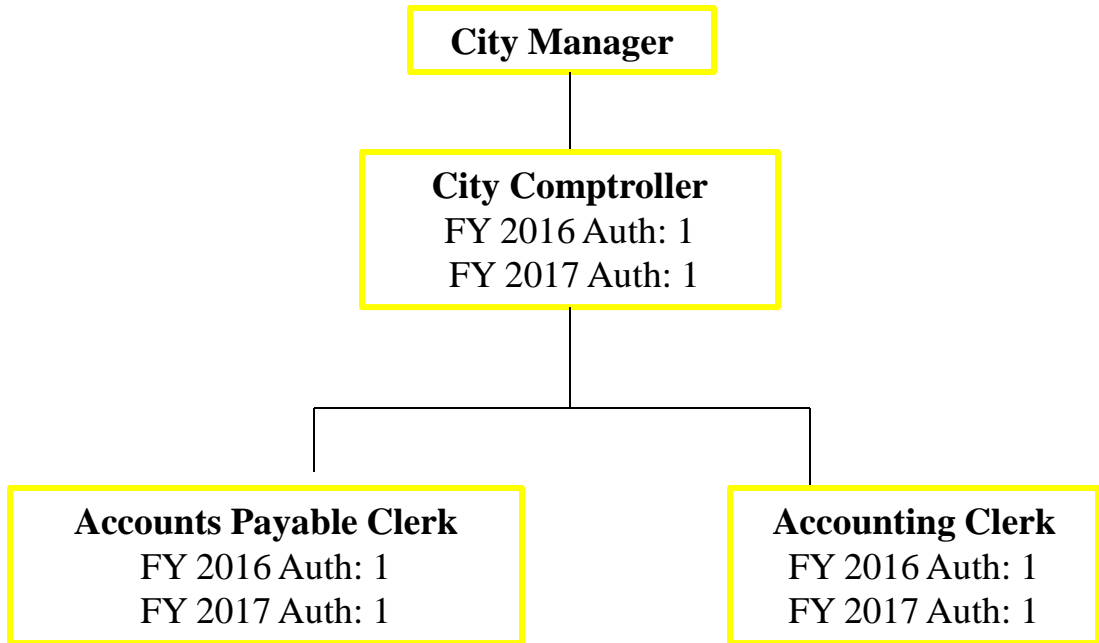 City Manager
City Comptroller
FY 2016 Auth: 1
FY 2017 Auth: 1
Accounts Payable Clerk
FY 2016 Auth: 1
FY 2017 Auth: 1
Accounting Clerk
FY 2016 Auth: 1
FY 2017 Auth: 1